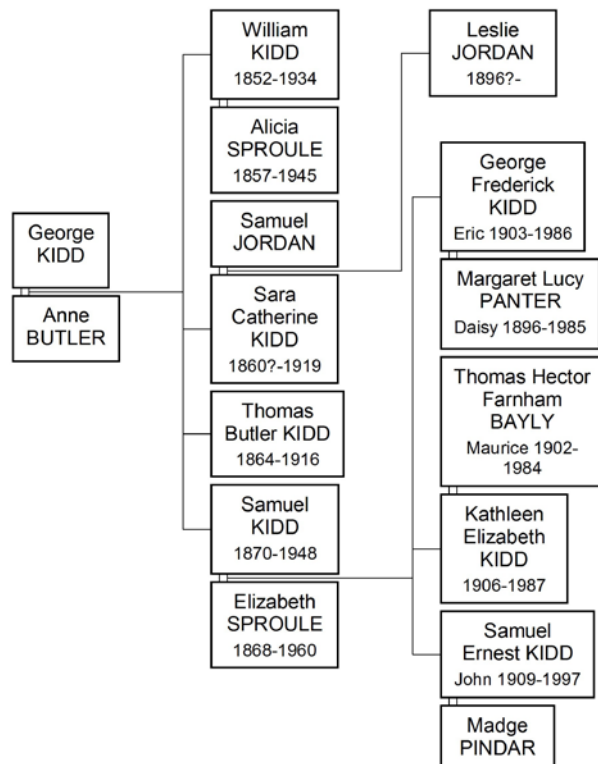 George
KIDD
Anne
BUTLER
William
KIDD
1852-1934
Alicia
SPROULE
1857-1945
Samuel
JORDAN
Sara
Catherine
KIDD
1860?-1919
Thomas
Butler KIDD
1864-1916
Samuel
KIDD
1870-1948
Elizabeth
SPROULE
1868-1960
Leslie
JORDAN
1896?-
George
Frederick
KIDD
Eric 1903-1986
Margaret Lucy
PANTER
Daisy 1896-1985
Thomas Hector
Farnham
BAYLY
Maurice 1902-
1984
Kathleen
Elizabeth
KIDD
1906-1987
Samuel
Ernest KIDD
John 1909-1997
Madge
PINDAR